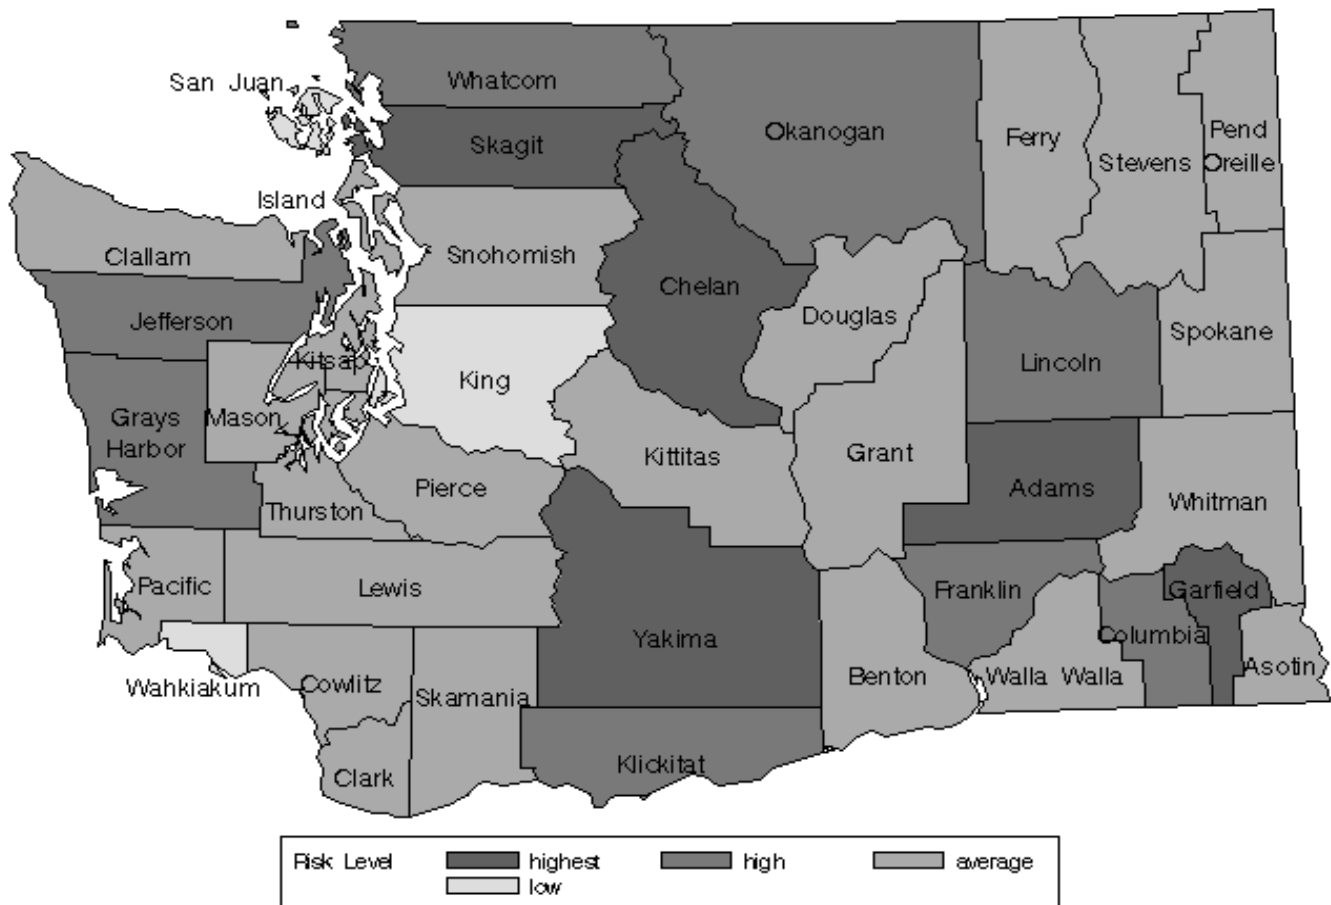 San Juan
Whatcom
Okanogan
Ferry
Pend
Oreille
Stevens
Skagit
Island
Clallam
Snohomish
Chelan
Douglas
Jefferson
Spokane
Kitsap
King
Lincoln
Grays
Harbor
Mason
Kittitas
Grant
Pierce
Adams
Whitman
Thurston
Pacific
Lewis
Franklin
Garfield
Yakima
Columbia
Wahkiakum
Cowlitz
Skamania
Benton
Walla Walla
Asotin
Clark
Klickitat
Risk Level highest high average
low